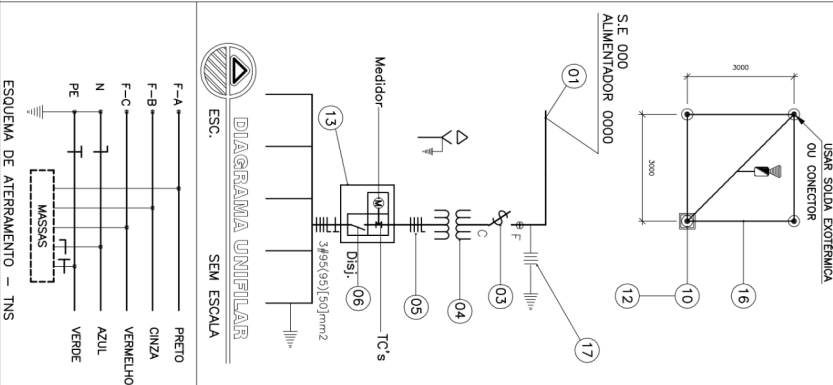 S.E 000
ALIMENTADOR 0000
01
3000
3000
USAR SOLDA EXOTÉRMICA
OU CONECTOR
16
10
12
F
C
17
03
04
05
TC's
Medidor
13
M
Disj.
06
3#95(95)[50]mm2
DIAGRAMA UNIFILAR
ESC.
SEM ESCALA
F-A
PRETO
F-B
CINZA
F-C
VERMELHO
N
AZUL
PE
VERDE
MASSAS
ESQUEMA DE ATERRAMENTO - TNS